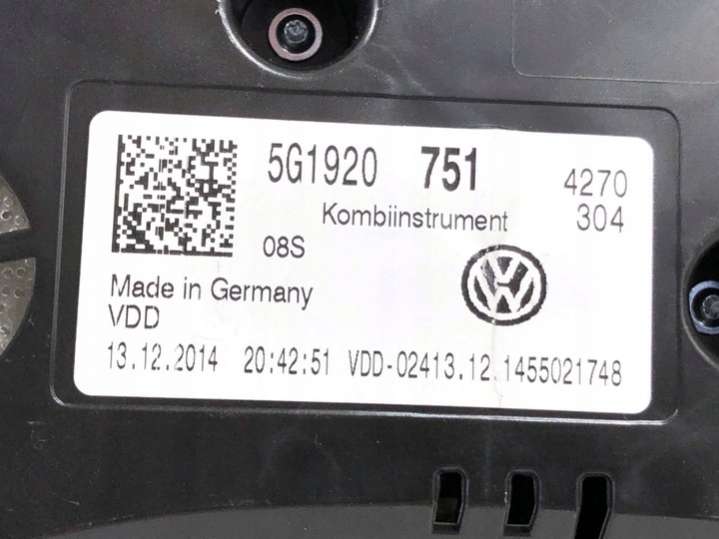 5G1920 751 4270
Kombiinstrument 304
08S
Made in Germany
VDD
13.12.2014 20:42:51 VDD-02413.12.1455021748